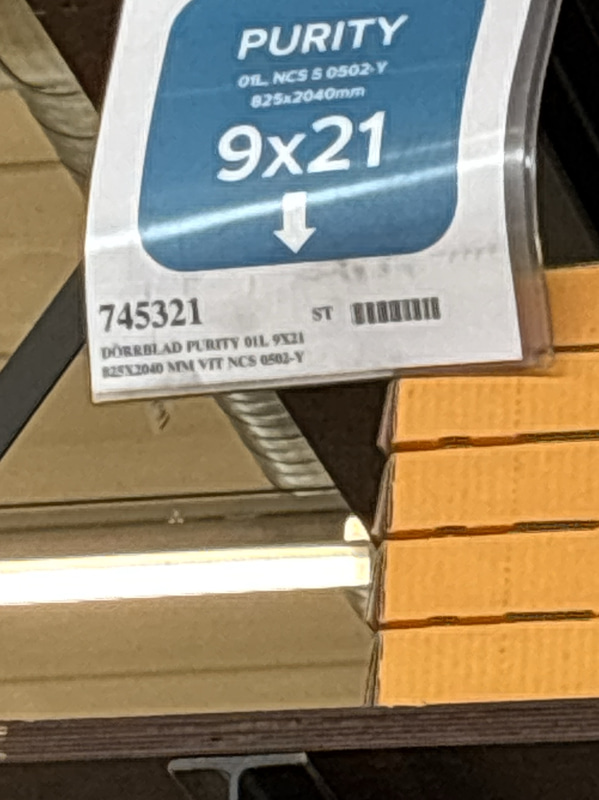 PURITY
01L, NCS S 0502-Y
825x2040mm
9x21
745321 ST
DÖRRBLAD PURITY 01L 9X21
825X2040 MM VIT NCS 0502-Y